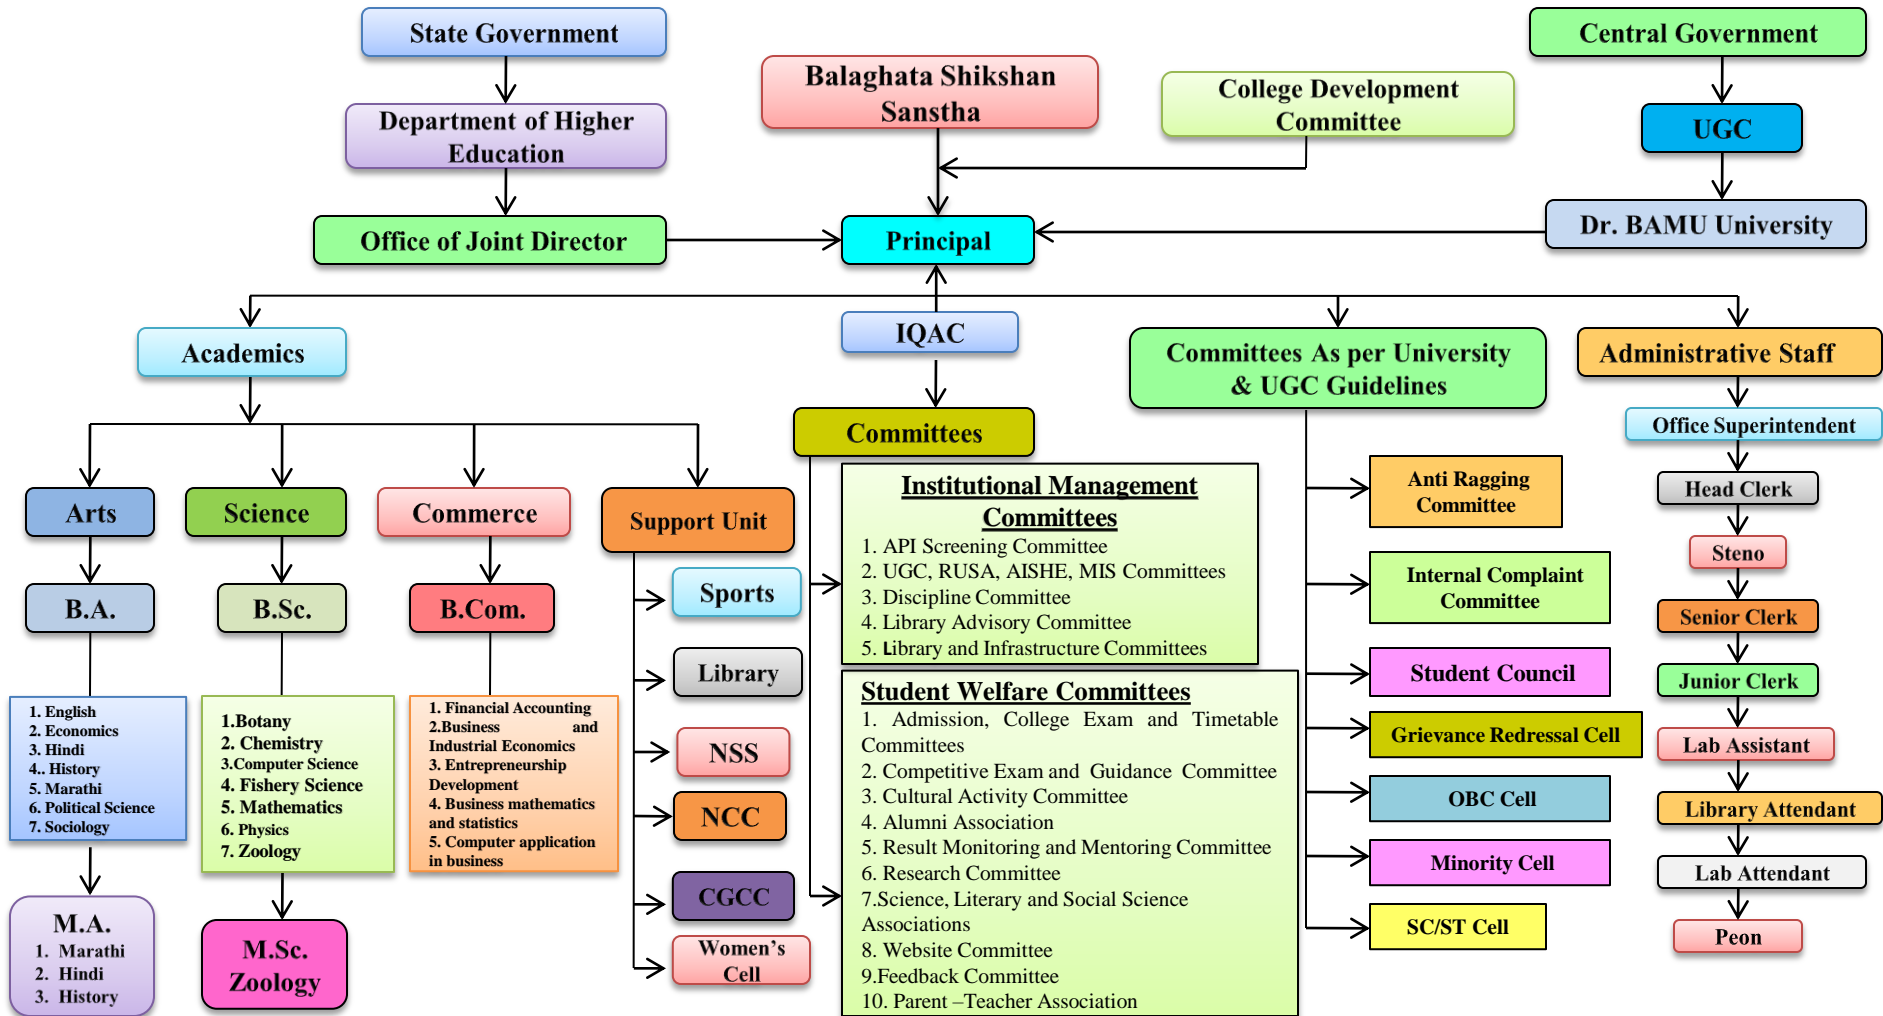 State Government
Central Government
Balaghata Shikshan
Sanstha
College Development
Committee
Department of Higher
Education
UGC
Office of Joint Director
Principal
Dr. BAMU University
Academics
IQAC
Committees As per University
& UGC Guidelines
Administrative Staff
Arts
Science
Commerce
Support Unit
B.A.
B.Sc.
B.Com.
1. English
2. Economics
3. Hindi
4.. History
5. Marathi
6. Political Science
7. Sociology
1.Botany
2. Chemistry
3.Computer Science
4. Fishery Science
5. Mathematics
6. Physics
7. Zoology
1. Financial Accounting
2.Business and
Industrial Economics
3. Entrepreneurship
Development
4. Business mathematics
and statistics
5. Computer application
in business
M.A.
1. Marathi
2. Hindi
3. History
M.Sc.
Zoology
Sports
Library
NSS
NCC
CGCC
Women's
Cell
Committees
Institutional Management
Committees
1. API Screening Committee
2. UGC, RUSA, AISHE, MIS Committees
3. Discipline Committee
4. Library Advisory Committee
5. Library and Infrastructure Committees
Student Welfare Committees
1. Admission, College Exam and Timetable
Committees
2. Competitive Exam and Guidance Committee
3. Cultural Activity Committee
4. Alumni Association
5. Result Monitoring and Mentoring Committee
6. Research Committee
7.Science, Literary and Social Science
Associations
8. Website Committee
9.Feedback Committee
10. Parent –Teacher Association
Anti Ragging
Committee
Internal Complaint
Committee
Student Council
Grievance Redressal Cell
OBC Cell
Minority Cell
SC/ST Cell
Office Superintendent
Head Clerk
Steno
Senior Clerk
Junior Clerk
Lab Assistant
Library Attendant
Lab Attendant
Peon